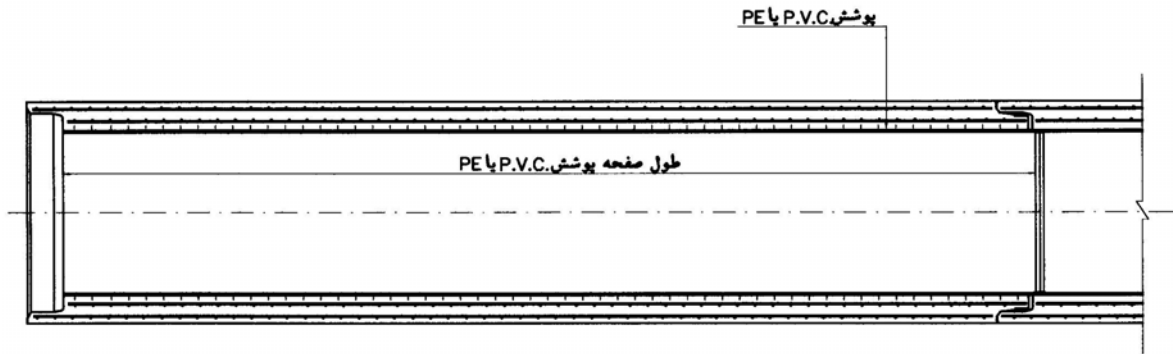 پوشش P.V.C. یا PE
طول صفحه پوشش P.V.C. یا PE